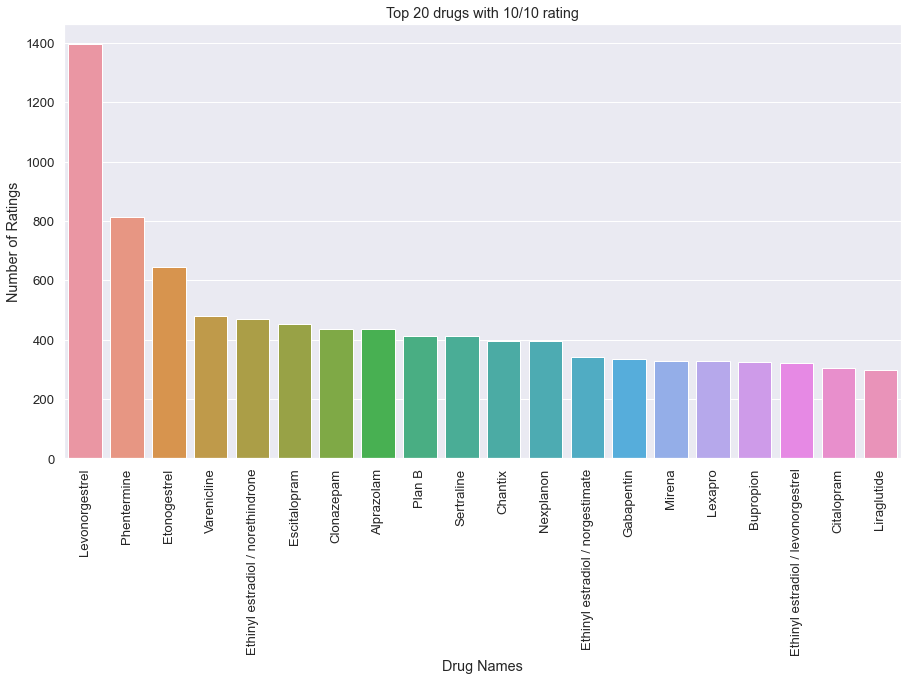 Top 20 drugs with 10/10 rating
Number of Ratings
1400
1200
1000
800
600
400
200
0
Levonorgestrel
Phentermine
Etonogestrel
Varenicline
Ethinyl estradiol / norethindrone
Escitalopram
Clonazepam
Alprazolam
Plan B
Sertraline
Chantix
Nexplanon
Ethinyl estradiol / norgestimate
Gabapentin
Mirena
Lexapro
Bupropion
Ethinyl estradiol / levonorgestrel
Citalopram
Liraglutide
Drug Names